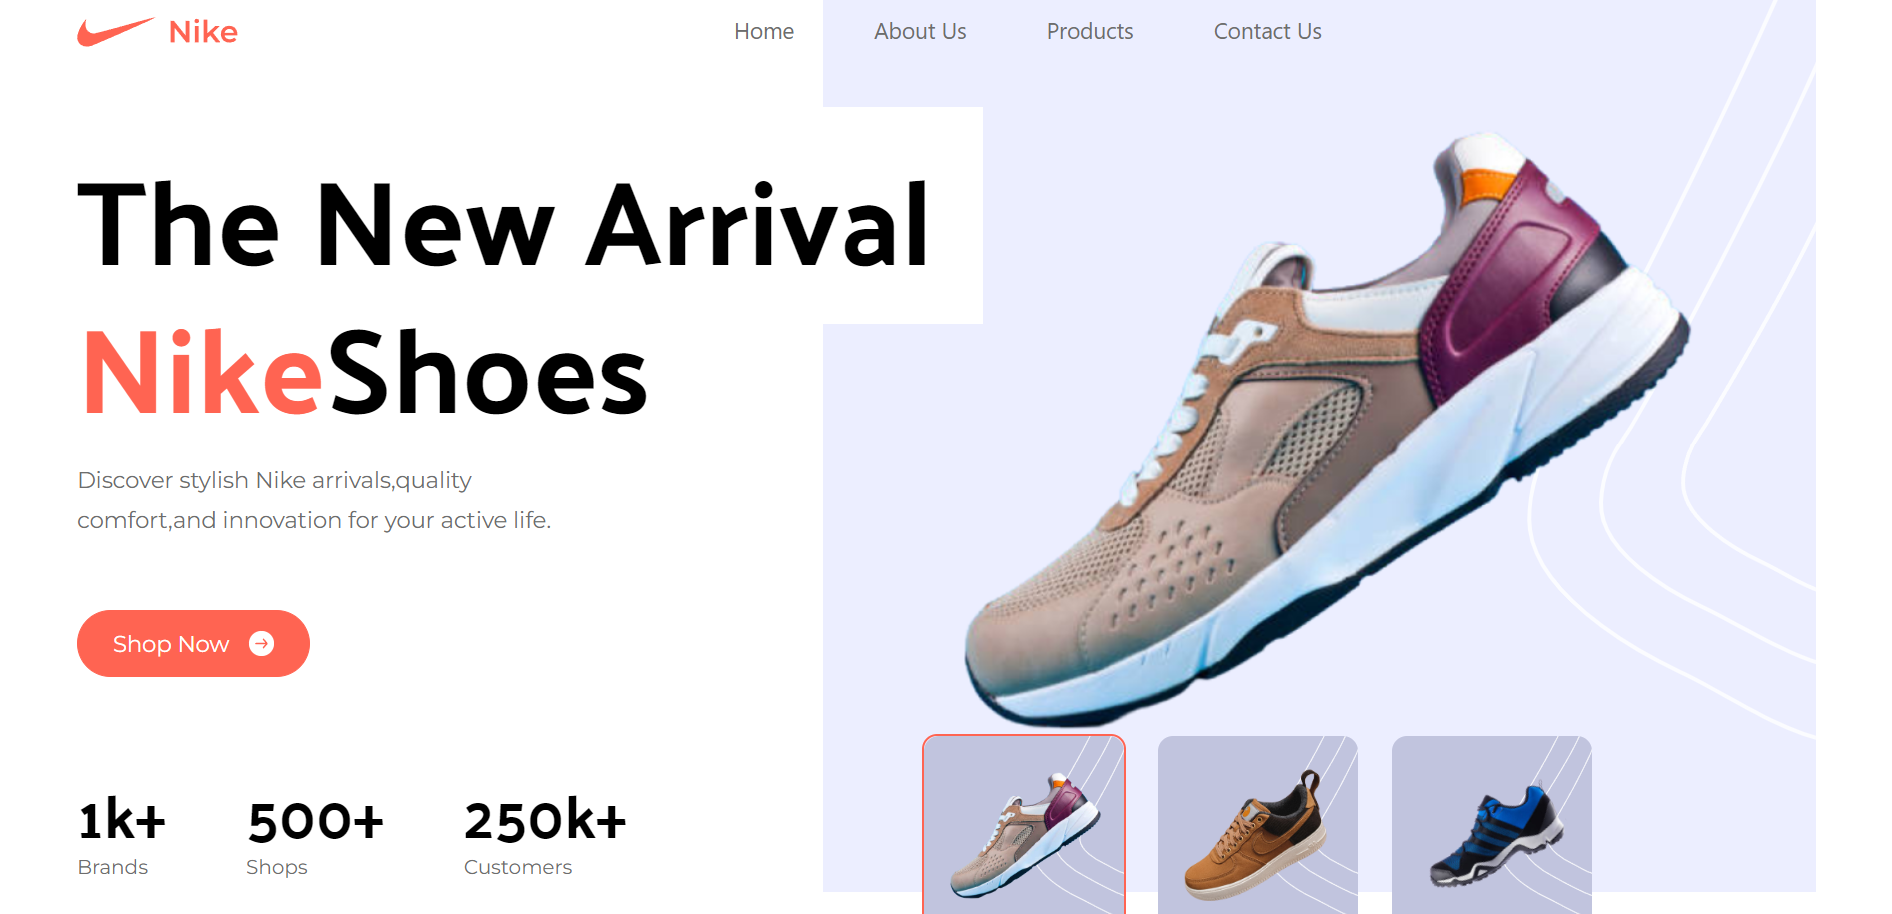 Nike
Home About Us Products Contact Us
The New Arrival
NikeShoes
Discover stylish Nike arrivals,quality
comfort,and innovation for your active life.
Shop Now
1k+ 500+ 250k+
Brands Shops Customers